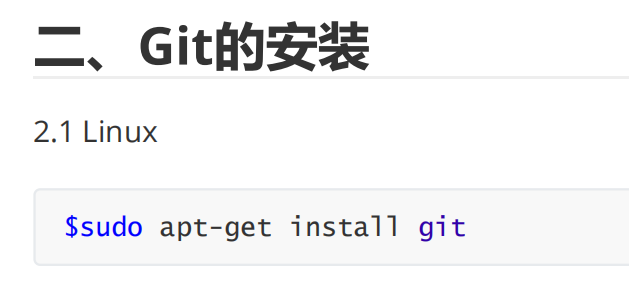 二、Git的安装
2.1 Linux
$sudo apt-get install git